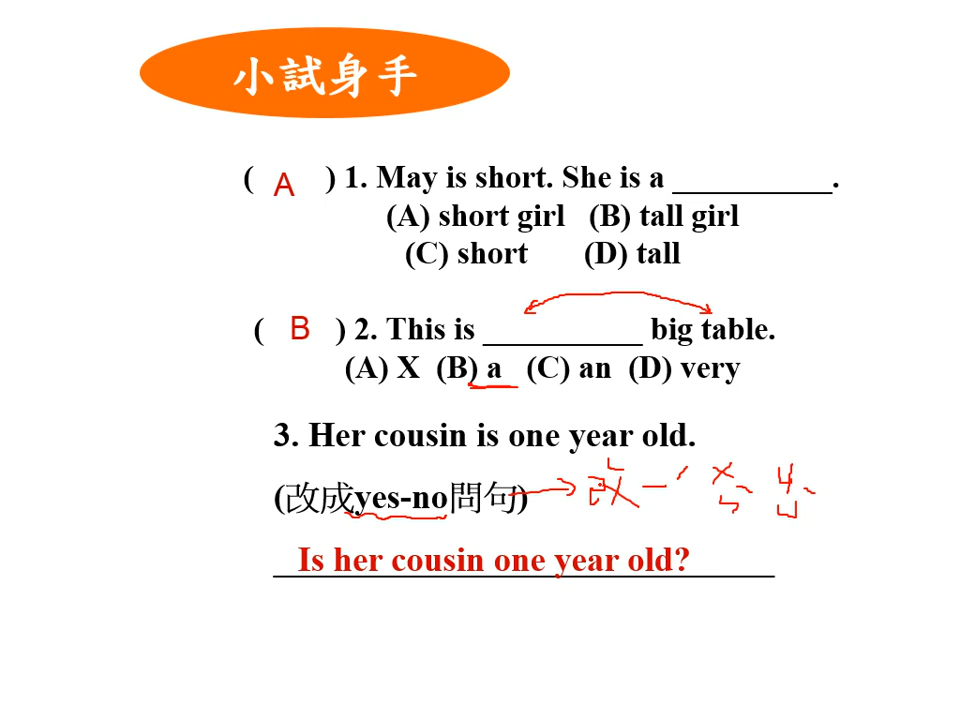 小試身手
( A ) 1. May is short. She is a __________.
(A) short girl (B) tall girl
(C) short (D) tall
( B ) 2. This is __________ big table.
(A) X (B) a (C) an (D) very
3. Her cousin is one year old.
(改成yes-no問句)
Is her cousin one year old?